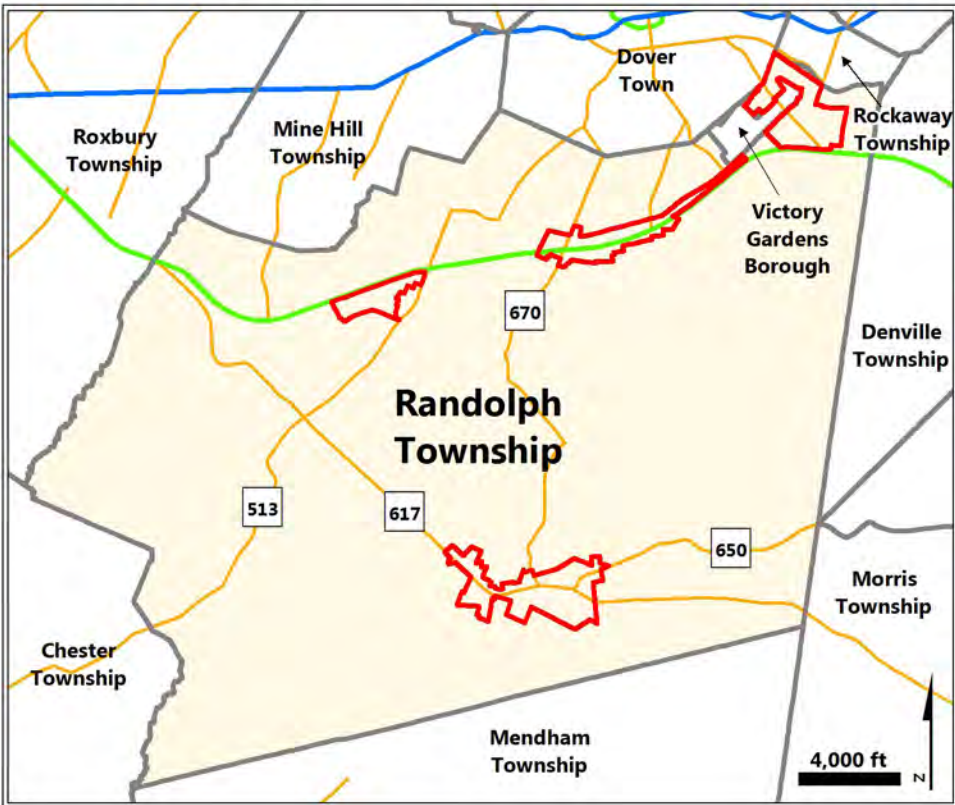 Dover
Town
Roxbury
Township
Mine Hill
Township
Rockaway
Township
Victory
Gardens
Borough
670
Denville
Township
Randolph
Township
513
617
650
Morris
Township
Chester
Township
Mendham
Township
4,000 ft
N